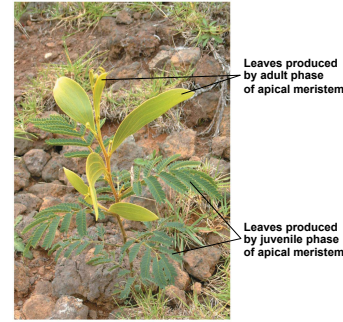 Leaves produced
by adult phase
of apical meristem
Leaves produced
by juvenile phase
of apical meristem